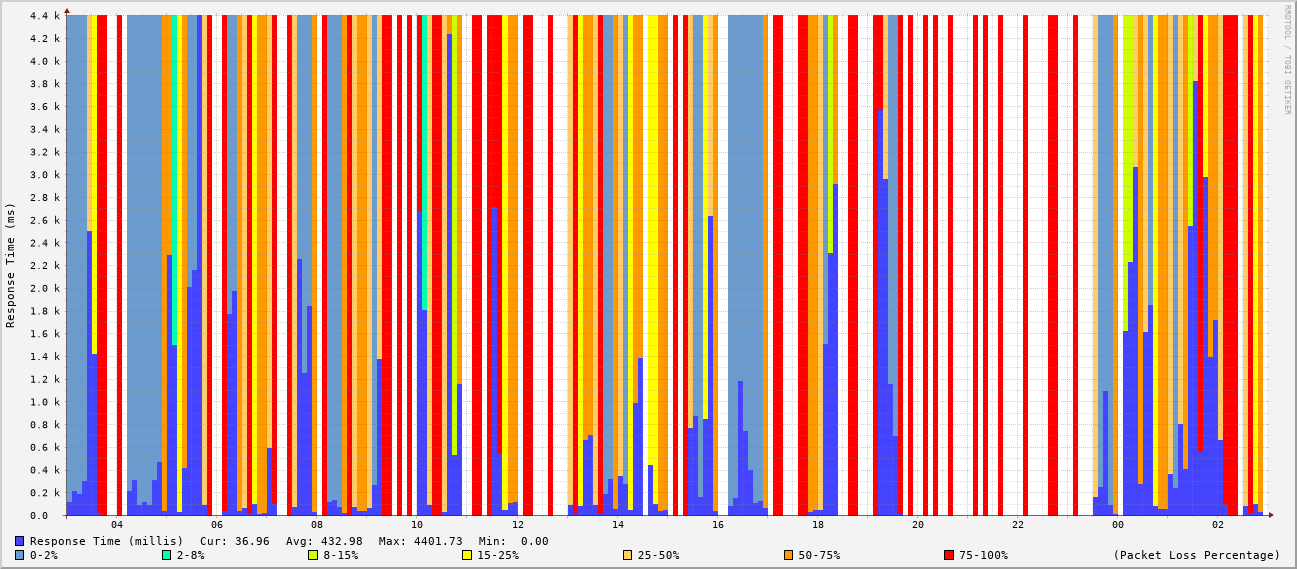 RRDTOOL / TOBI OETIKER
Response Time (ms)
4.4 k
4.2 k
4.0 k
3.8 k
3.6 k
3.4 k
3.2 k
3.0 k
2.8 k
2.6 k
2.4 k
2.2 k
2.0 k
1.8 k
1.6 k
1.4 k
1.2 k
1.0 k
0.8 k
0.6 k
0.4 k
0.2 k
0.0
04 06 08 10 12 14 16 18 20 22 00 02
Response Time (millis) Cur: 36.96 Avg: 432.98 Max: 4401.73 Min: 0.00
0-2% 2-8% 8-15% 15-25% 25-50% 50-75% 75-100% (Packet Loss Percentage)